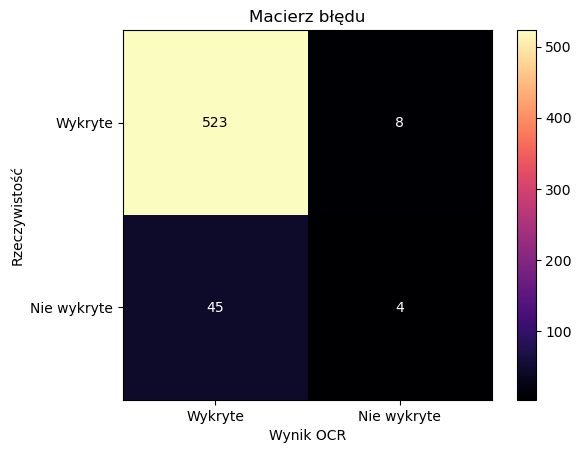 Macierz błędu
Wykryte
Nie wykryte
Rzeczywistość
523
8
45
4
Wykryte
Nie wykryte
Wynik OCR
500
400
300
200
100